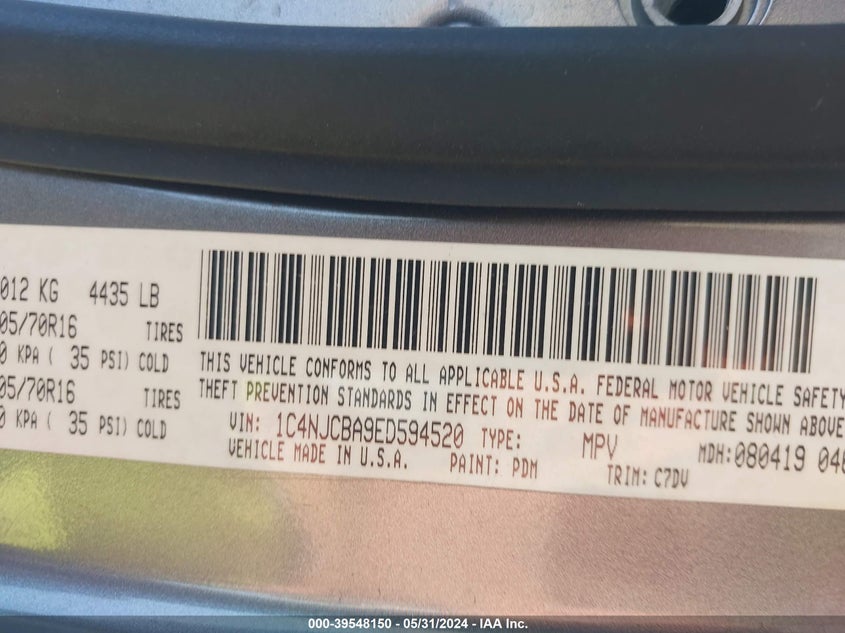 012 KG 4435 LB
05/70R16 TIRES
0 KPA ( 35 PSI) COLD
05/70R16 TIRES
0 KPA ( 35 PSI) COLD
THIS VEHICLE CONFORMS TO ALL APPLICABLE U.S.A. FEDERAL MOTOR VEHICLE SAFETY
THEFT PREVENTION STANDARDS IN EFFECT ON THE DATE OF MANUFACTURE SHOWN ABOVE
VIN: 1C4NJCBA9ED594520 TYPE: MPV MDH:080419 04
VEHICLE MADE IN U.S.A. PAINT: PDM TRIM: C7DV
000-39548150 - 05/31/2024 - IAA Inc.